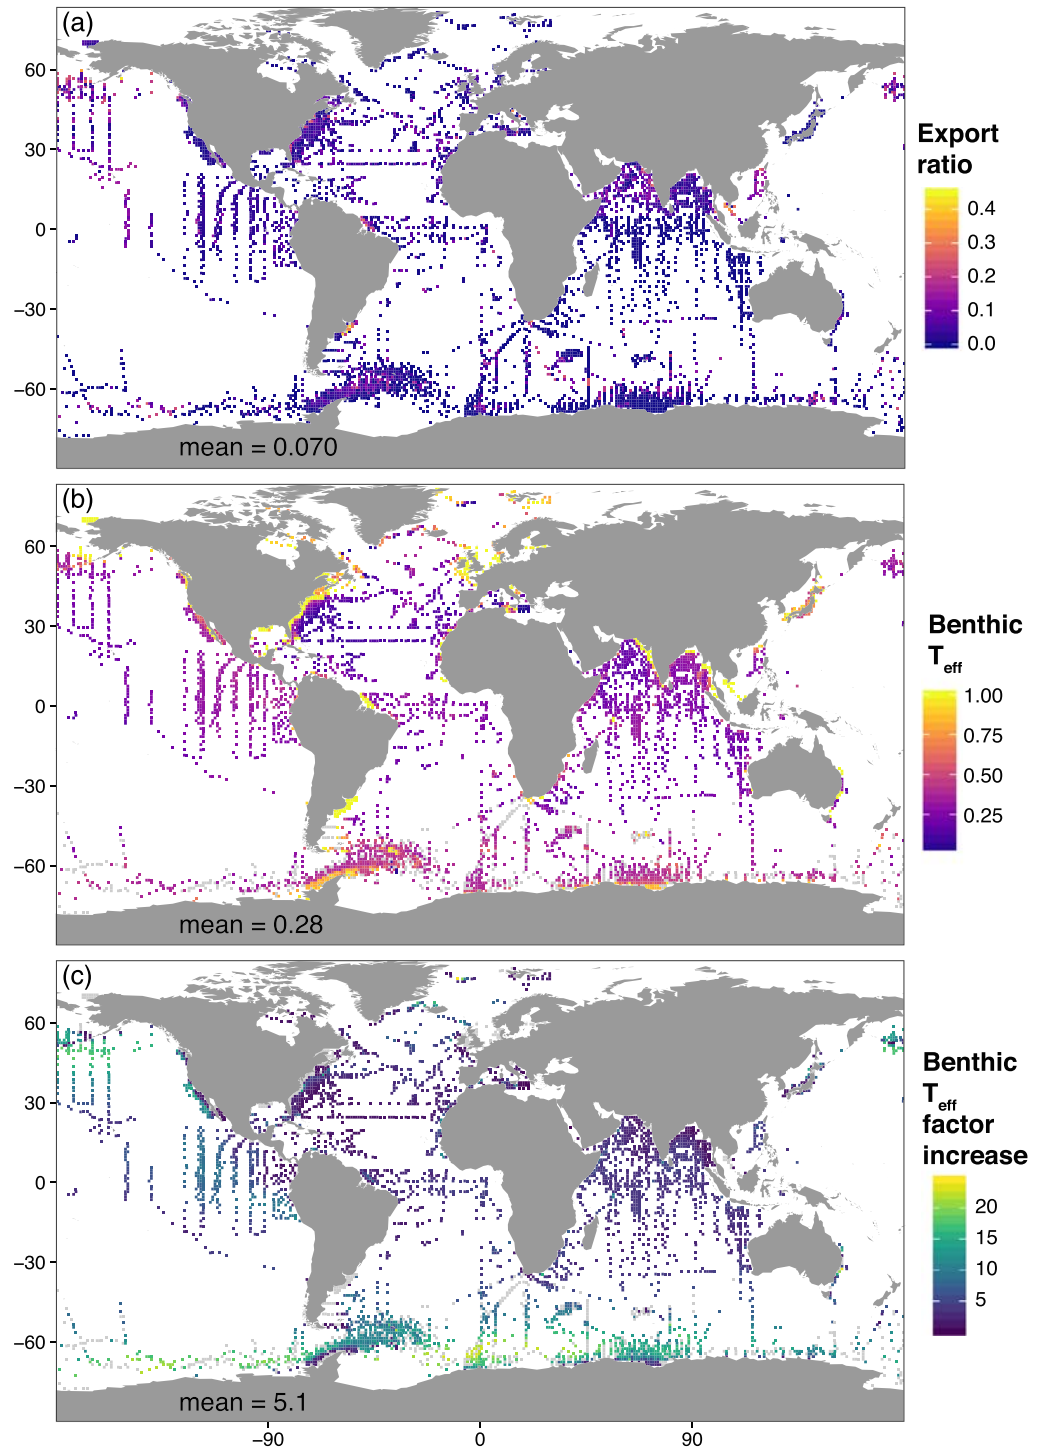 (a)
60
30
0
−30
−60
mean = 0.070
Export
ratio
0.4
0.3
0.2
0.1
0.0
(b)
60
30
0
−30
−60
mean = 0.28
Benthic
Teff
1.00
0.75
0.50
0.25
(c)
60
30
0
−30
−60
mean = 5.1
Benthic
Teff
factor
increase
20
15
10
5
−90
0
90